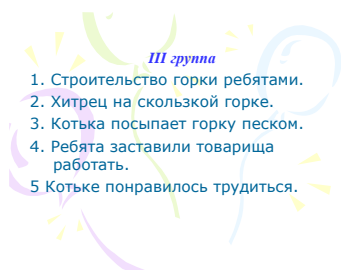 III группа
1. Строительство горки ребятами.
2. Хитрец на скользкой горке.
3. Котька посыпает горку песком.
4. Ребята заставили товарища
работать.
5 Котьке понравилось трудиться.